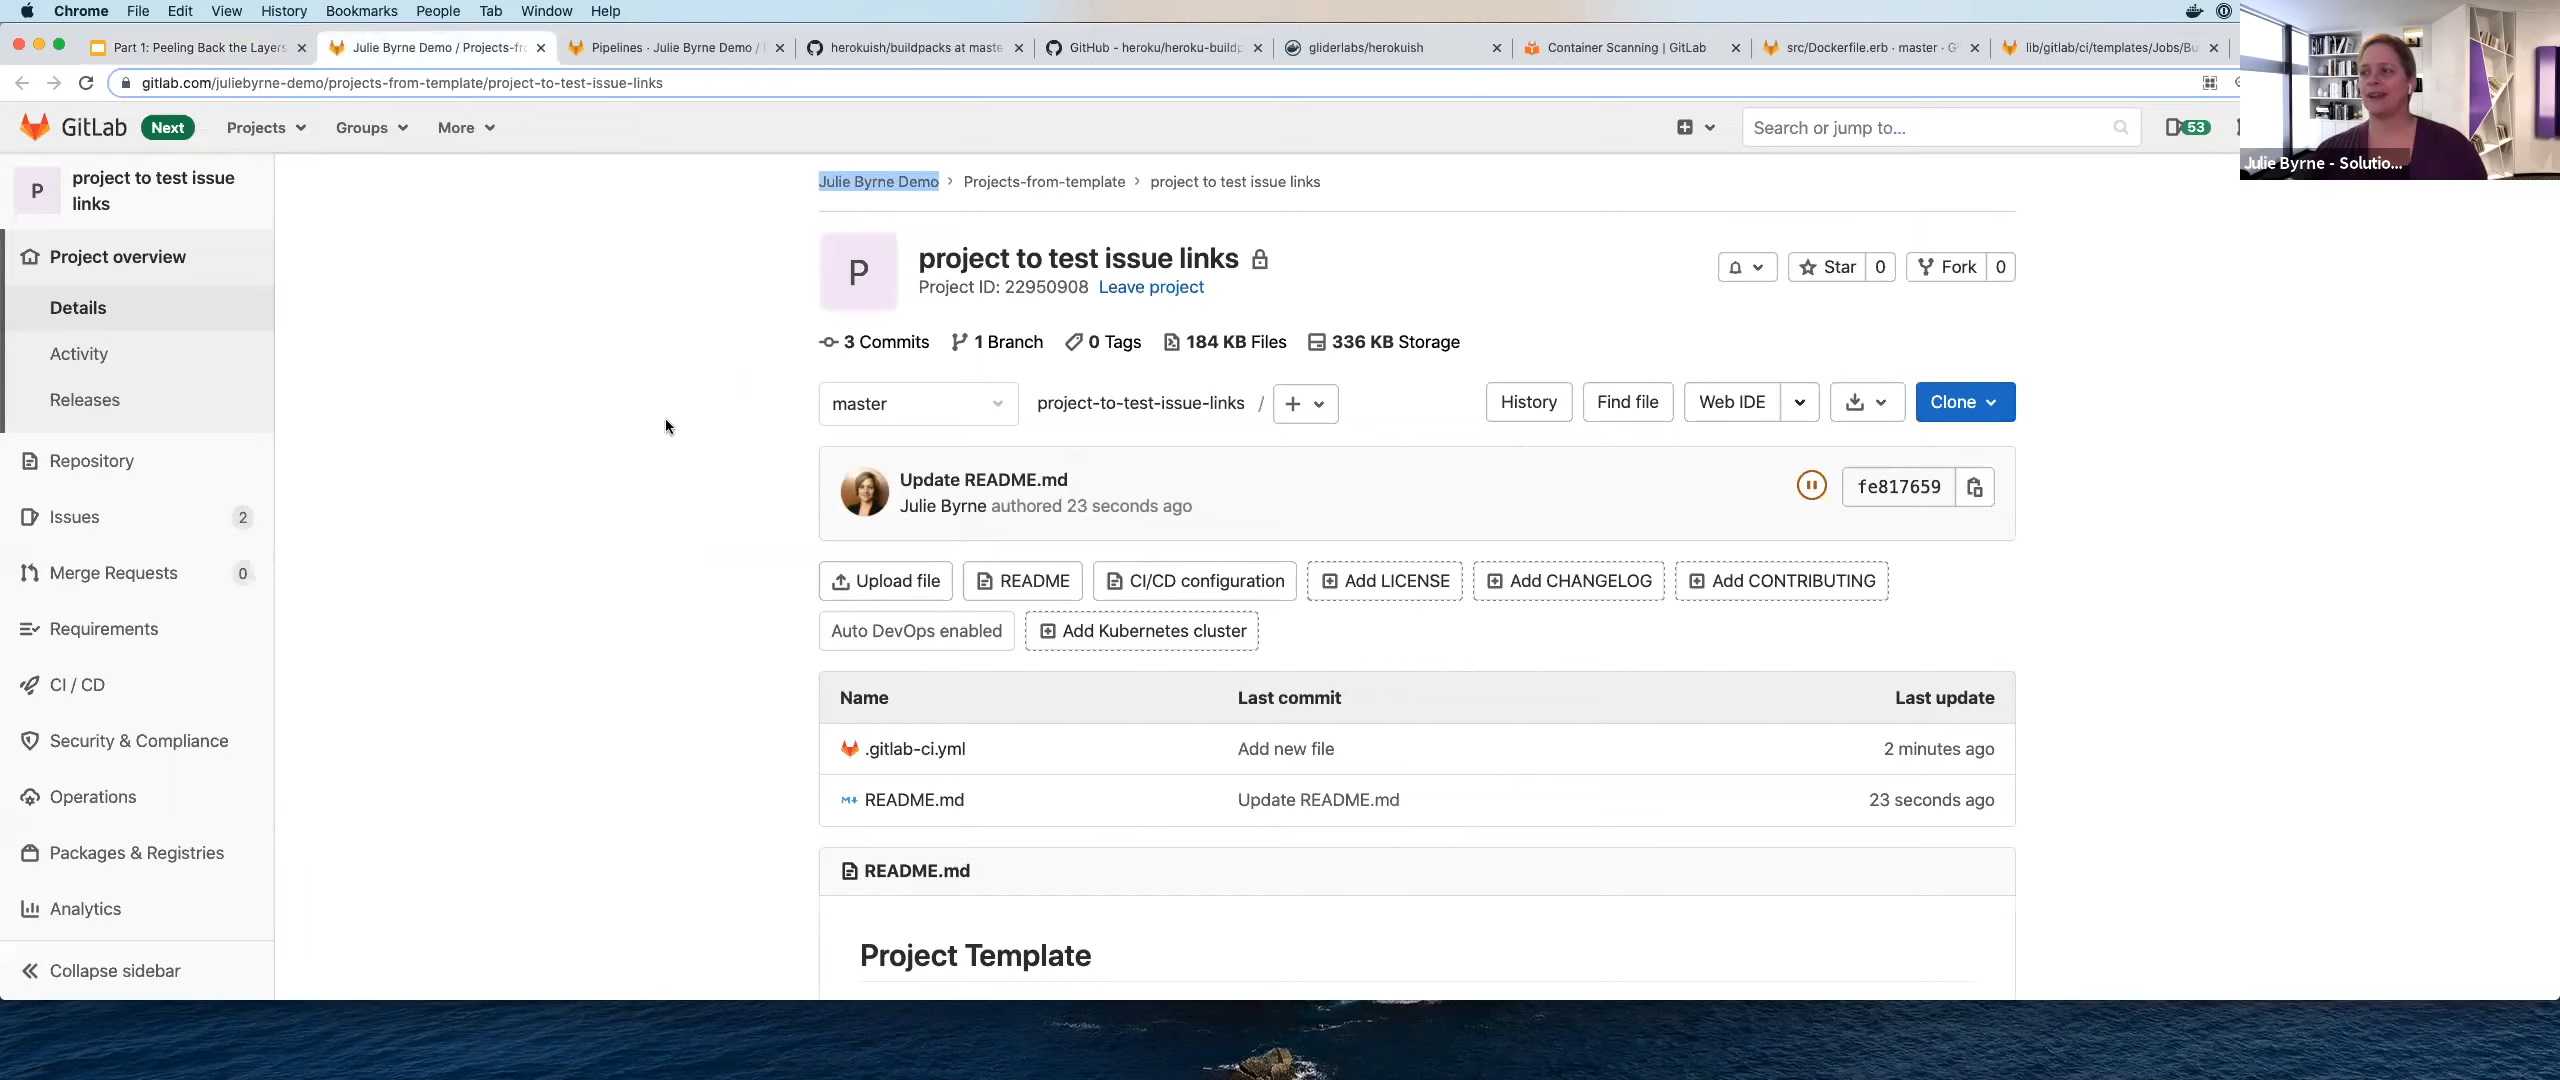 Chrome File Edit View History Bookmarks People Tab Window Help
Part 1: Peeling Back the Layers
Julie Byrne Demo / Projects-fr
Pipelines · Julie Byrne Demo /
herokuish/buildpacks at maste
GitHub - heroku/heroku-buildp
gliderlabs/herokuish
Container Scanning | GitLab
src/Dockerfile.erb · master · G
lib/gitlab/ci/templates/Jobs/Bu
gitlab.com/juliebyrne-demo/projects-from-template/project-to-test-issue-links
GitLab Next Projects Groups More Search or jump to... 53
Julie Byrne - Solutio...
P project to test issue
links
Project overview
Details
Activity
Releases
Repository
Issues 2
Merge Requests 0
Requirements
CI / CD
Security & Compliance
Operations
Packages & Registries
Analytics
Collapse sidebar
Julie Byrne Demo › Projects-from-template › project to test issue links
P
project to test issue links
Project ID: 22950908 Leave project
Star 0 Fork 0
3 Commits 1 Branch 0 Tags 184 KB Files 336 KB Storage
master project-to-test-issue-links / + History Find file Web IDE Clone
Update README.md
Julie Byrne authored 23 seconds ago
fe817659
Upload file README CI/CD configuration Add LICENSE Add CHANGELOG Add CONTRIBUTING
Auto DevOps enabled Add Kubernetes cluster
Name Last commit Last update
.gitlab-ci.yml Add new file 2 minutes ago
README.md Update README.md 23 seconds ago
README.md
Project Template